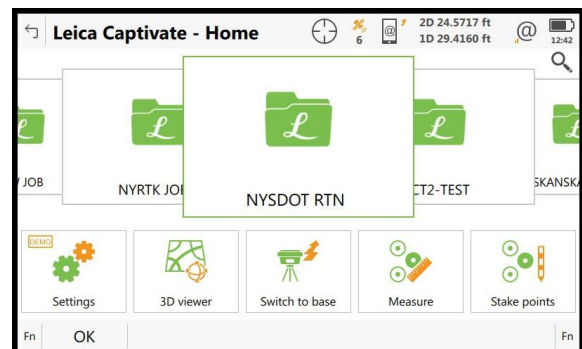 Leica Captivate - Home
6
@
2D 24.5717 ft
1D 29.4160 ft
@
12:42
JOB
NYRTK JO
NYSDOT RTN
CT2-TEST
SKANSKA
DEMO
Settings
3D viewer
Switch to base
Measure
Stake points
Fn
OK
Fn